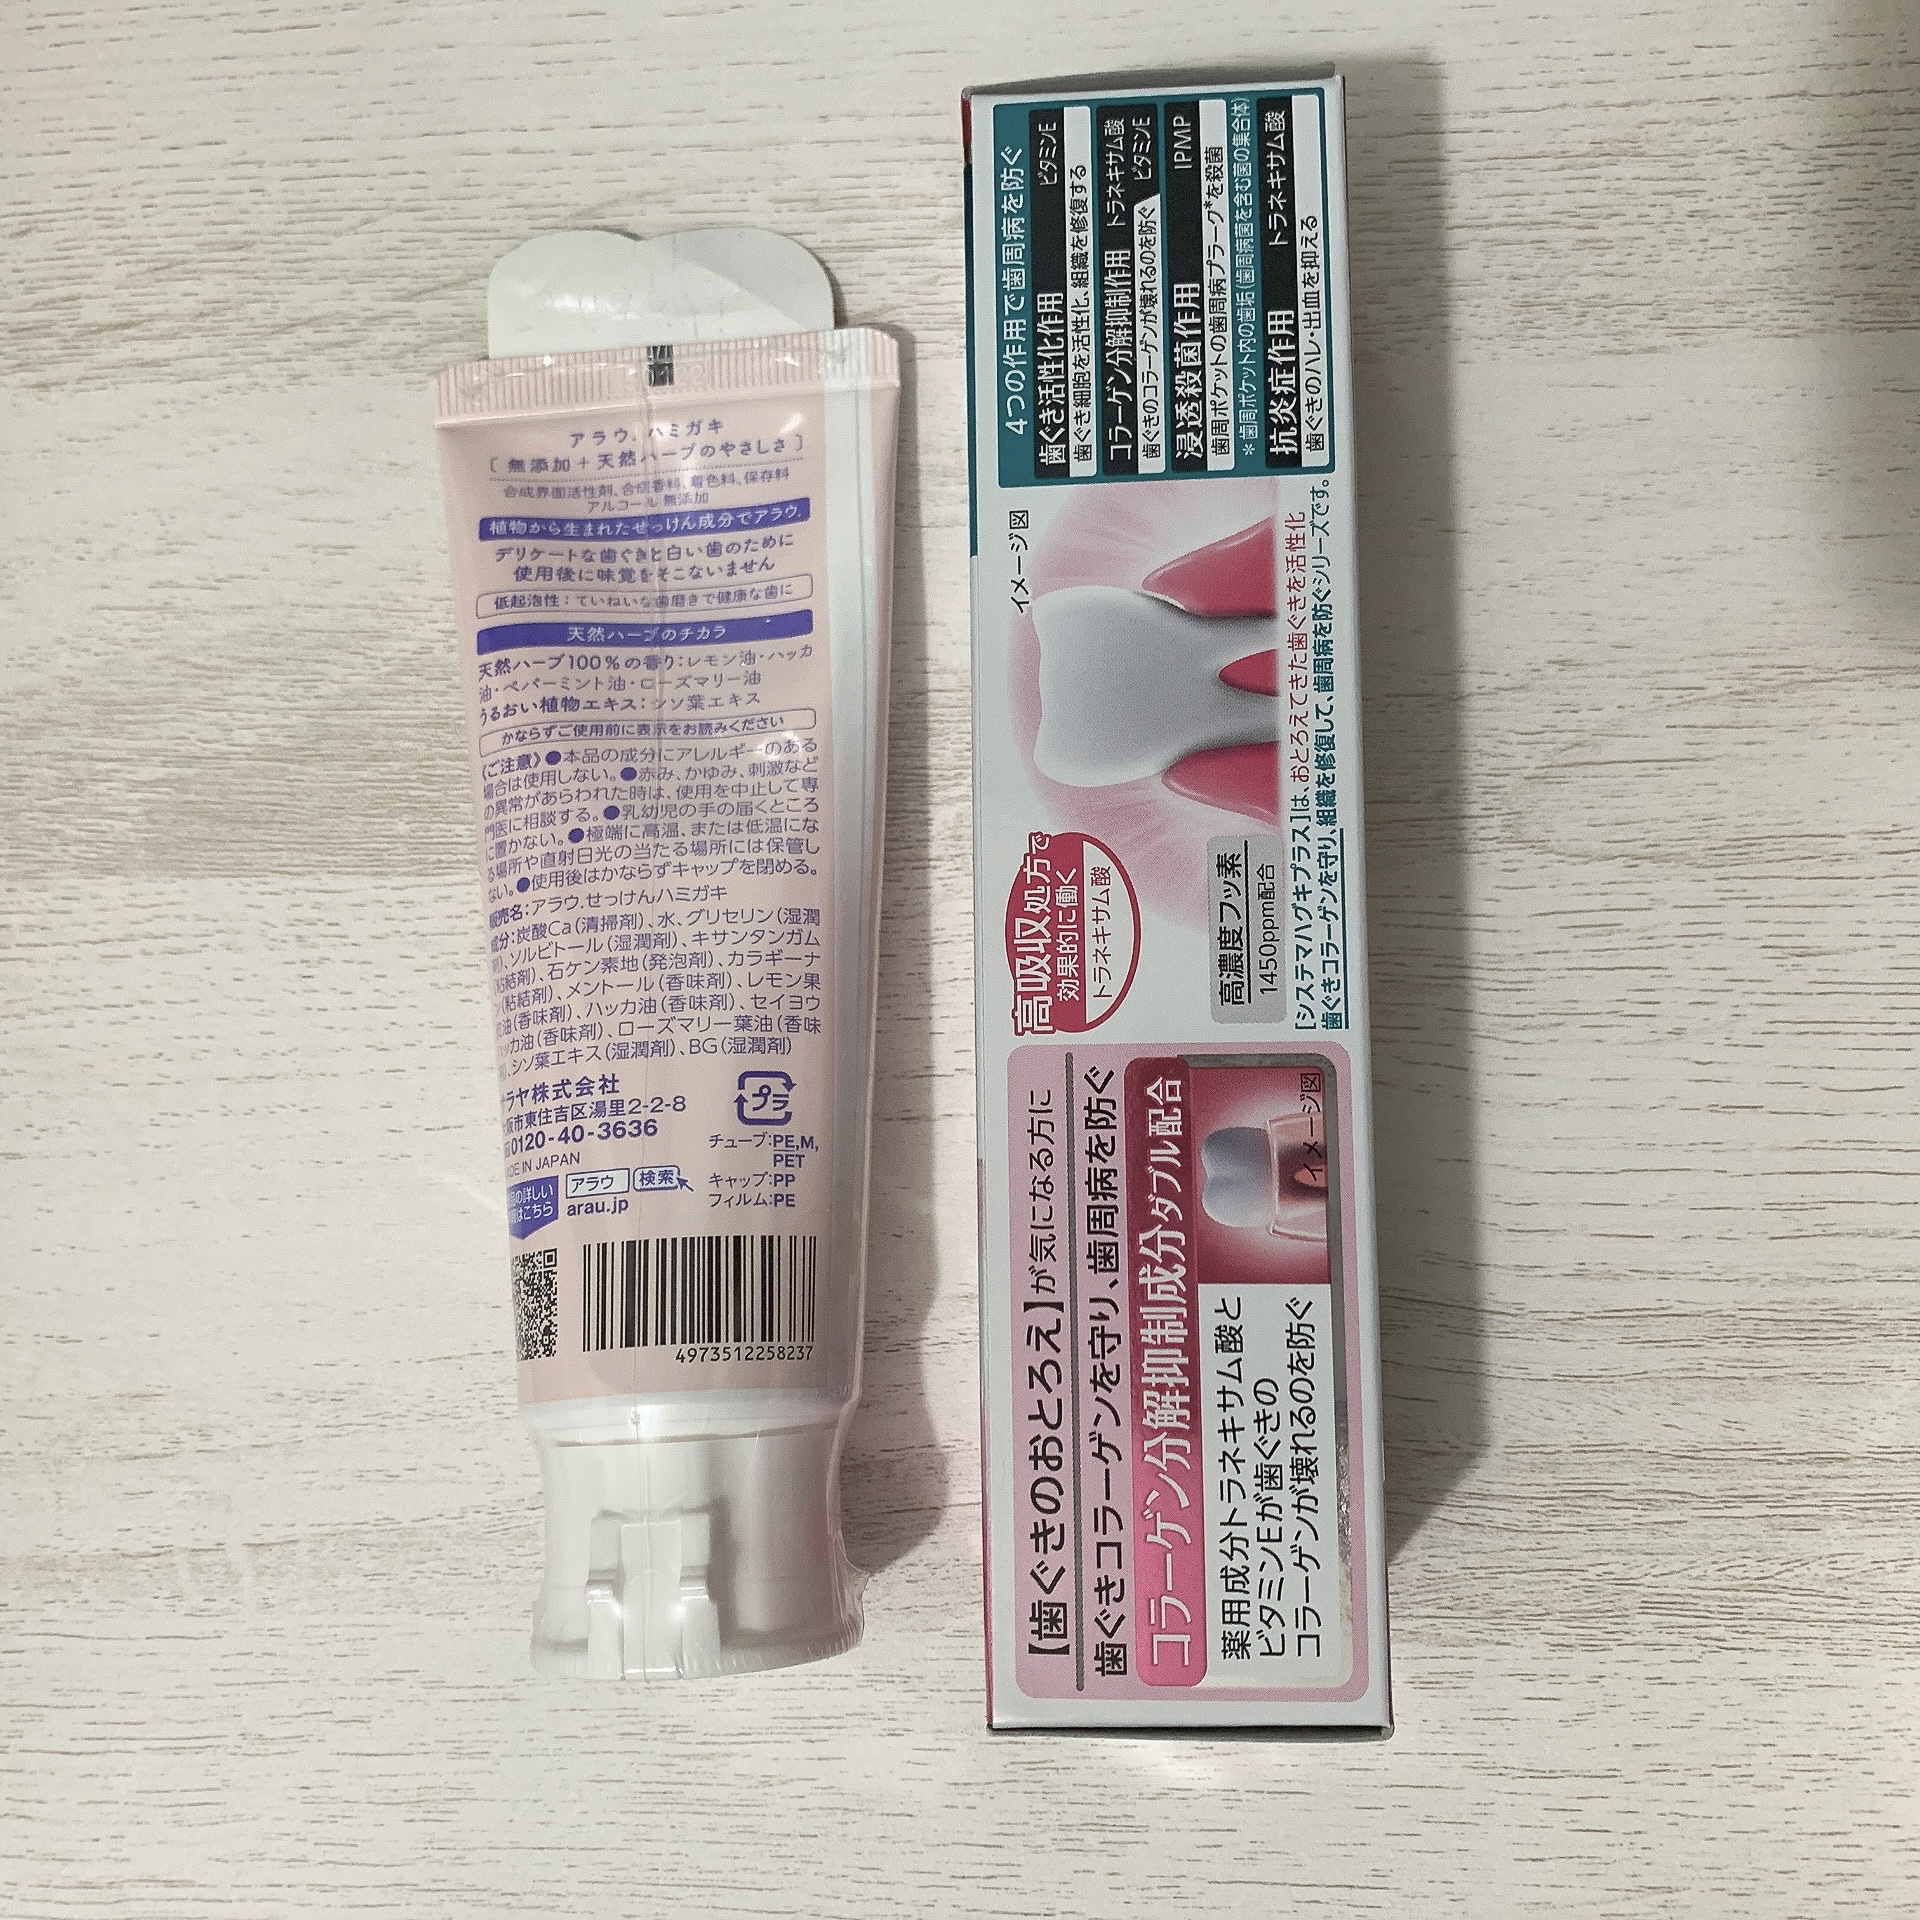 アラウ.ハミガキ
[無添加+天然ハーブのやさしさ]
合成界面活性剤、合成香料、着色料、保存料
アルコール無添加
植物から生まれたせっけん成分でアラウ.
デリケートな歯ぐきと白い歯のために
使用後に味覚をそこないません
低起泡性:ていねいな歯磨きで健康な歯に
天然ハーブのチカラ
天然ハーブ100%の香り:レモン油・ハッカ
油・ペパーミント油・ローズマリー油
うるおい植物エキス:シソ葉エキス
かならずご使用前に表示をお読みください
《ご注意》●本品の成分にアレルギーのある
場合は使用しない。●赤み、かゆみ、刺激など
の異常があらわれた時は、使用を中止して専
門医に相談する。●乳幼児の手の届くところ
に置かない。●極端に高温、または低温にな
る場所や直射日光の当たる場所には保管し
ない。●使用後はかならずキャップを閉める。
販売名:アラウ.せっけんハミガキ
成分:炭酸Ca(清掃剤)、水、グリセリン(湿潤
剤)、ソルビトール(湿潤剤)、キサンタンガム
(粘結剤)、石ケン素地(発泡剤)、カラギーナ
ン(粘結剤)、メントール(香味剤)、レモン果
油(香味剤)、ハッカ油(香味剤)、セイヨウ
ッカ油(香味剤)、ローズマリー葉油(香味
)、シソ葉エキス(湿潤剤)、BG(湿潤剤)
ラヤ株式会社
阪市東住吉区湯里2-2-8
0120-40-3636
DE IN JAPAN
プラ
チューブ:PE,M,
PET
キャップ:PP
フィルム:PE
の詳しい
はこちら
アラウ 検索
arau.jp
4973512258237
【歯ぐきのおとろえ】が気になる方に
歯ぐきコラーゲンを守り、歯周病を防ぐ
コラーゲン分解抑制成分ダブル配合
薬用成分トラネキサム酸と
ビタミンEが歯ぐきの
コラーゲンが壊れるのを防ぐ
イメージ図
高吸収処方で
効果的に働く
トラネキサム酸
高濃度フッ素
1450ppm配合
イメージ図
[システマハグキプラス]は、おとろえてきた歯ぐきを活性化
歯ぐきコラーゲンを守り、組織を修復して、歯周病を防ぐシリーズです。
4つの作用で歯周病を防ぐ
歯ぐき活性化作用 ビタミンE
歯ぐき細胞を活性化、組織を修復する
コラーゲン分解抑制作用 トラネキサム酸 ビタミンE
歯ぐきのコラーゲンが壊れるのを防ぐ
浸透殺菌作用 IPMP
歯周ポケットの歯周病プラーク*を殺菌
*歯周ポケット内の歯垢(歯周病菌を含む菌の集合体)
抗炎症作用 トラネキサム酸
歯ぐきのハレ・出血を抑える